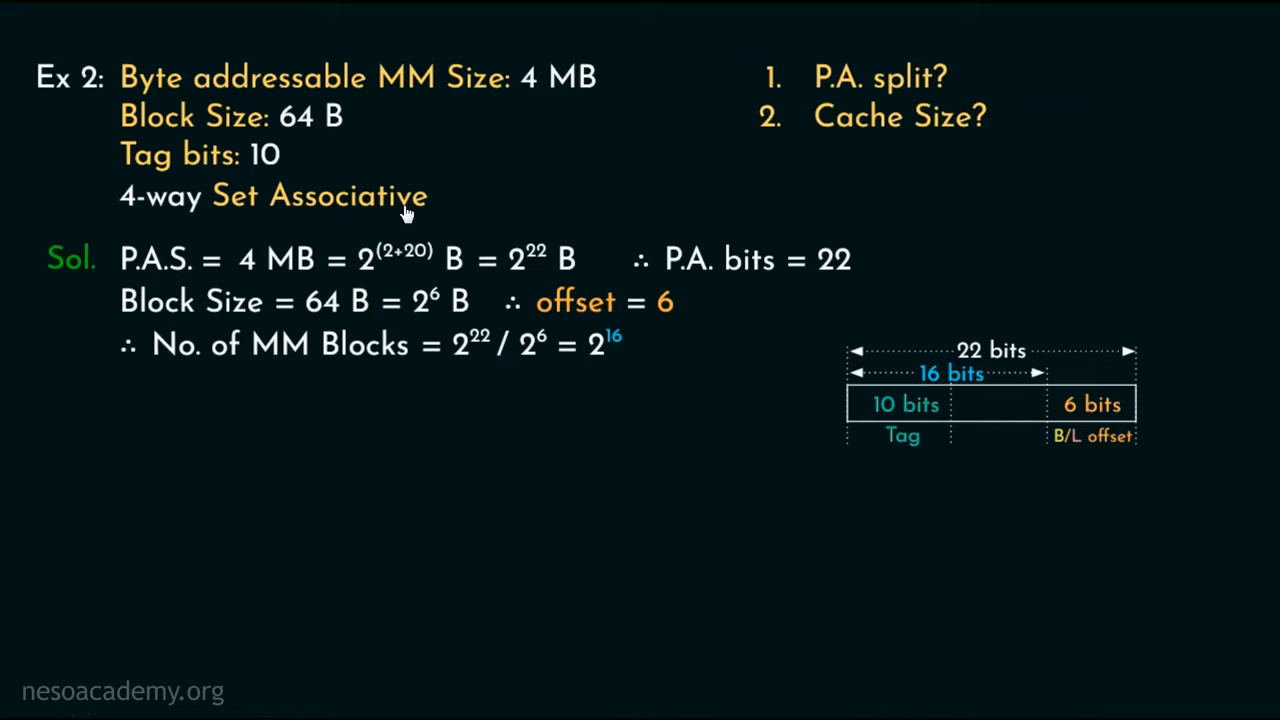 Ex 2: Byte addressable MM Size: 4 MB
Block Size: 64 B
Tag bits: 10
4-way Set Associative
1. P.A. split?
2. Cache Size?
Sol. P.A.S. = 4 MB = 2^(2+20) B = 2^22 B ∴ P.A. bits = 22
Block Size = 64 B = 2^6 B ∴ offset = 6
∴ No. of MM Blocks = 2^22 / 2^6 = 2^16
22 bits
16 bits
10 bits 6 bits
Tag B/L offset
nesoacademy.org